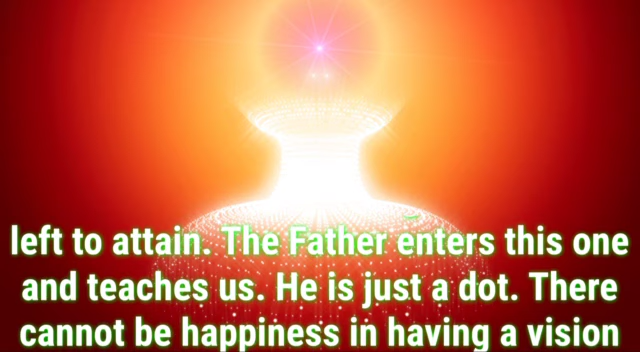 left to attain. The Father enters this one
and teaches us. He is just a dot. There
cannot be happiness in having a vision